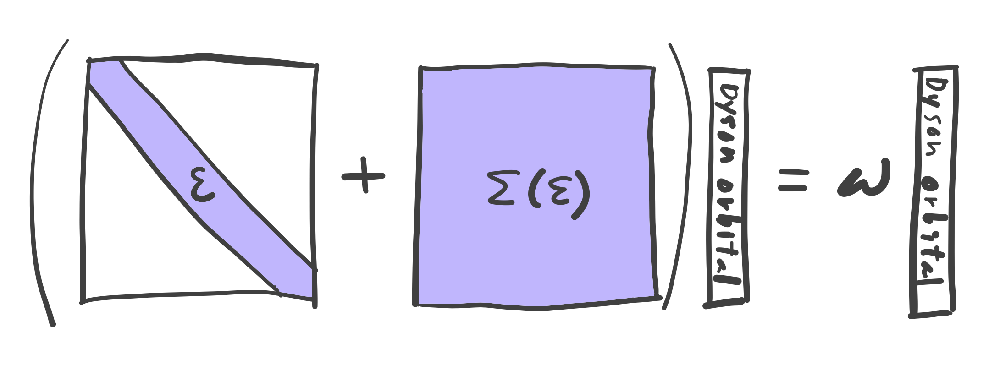 ε
+
Σ(ε)
Dyson orbital
=
ω
Dyson orbital